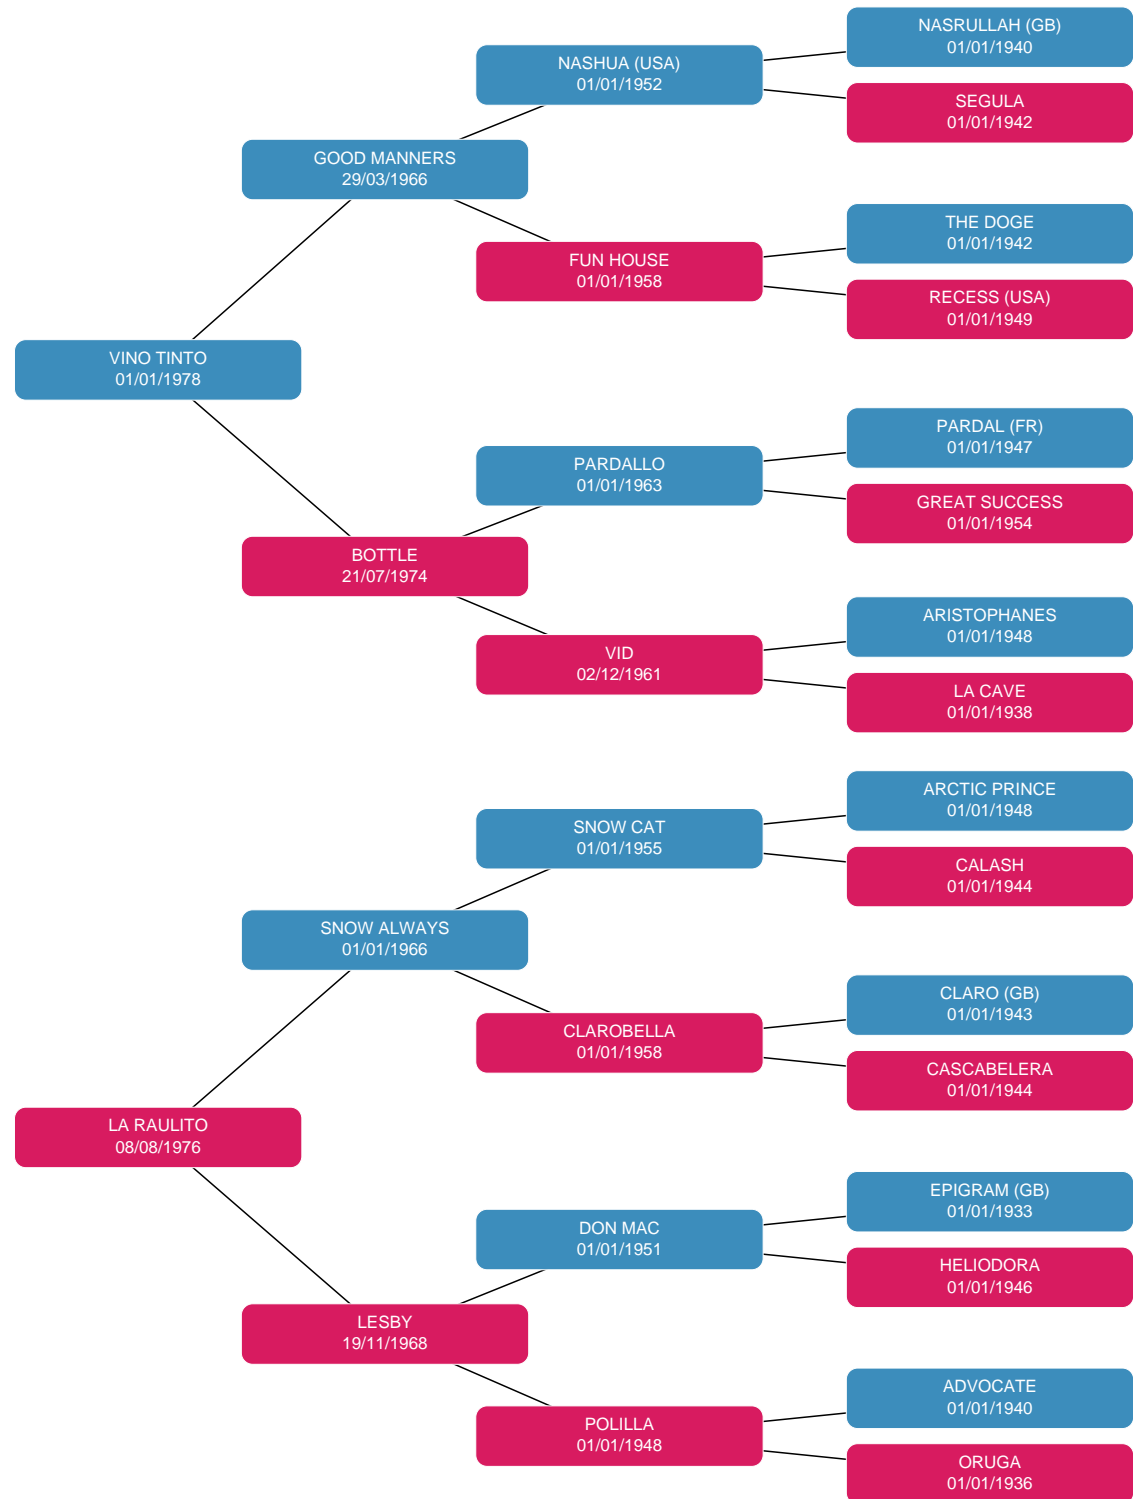 NASRULLAH (GB)
01/01/1940
NASHUA (USA)
01/01/1952
SEGULA
01/01/1942
GOOD MANNERS
29/03/1966
THE DOGE
01/01/1942
FUN HOUSE
01/01/1958
RECESS (USA)
01/01/1949
VINO TINTO
01/01/1978
PARDAL (FR)
01/01/1947
PARDALLO
01/01/1963
GREAT SUCCESS
01/01/1954
BOTTLE
21/07/1974
ARISTOPHANES
01/01/1948
VID
02/12/1961
LA CAVE
01/01/1938
ARCTIC PRINCE
01/01/1948
SNOW CAT
01/01/1955
CALASH
01/01/1944
SNOW ALWAYS
01/01/1966
CLARO (GB)
01/01/1943
CLAROBELLA
01/01/1958
CASCABELERA
01/01/1944
LA RAULITO
08/08/1976
EPIGRAM (GB)
01/01/1933
DON MAC
01/01/1951
HELIODORA
01/01/1946
LESBY
19/11/1968
ADVOCATE
01/01/1940
POLILLA
01/01/1948
ORUGA
01/01/1936